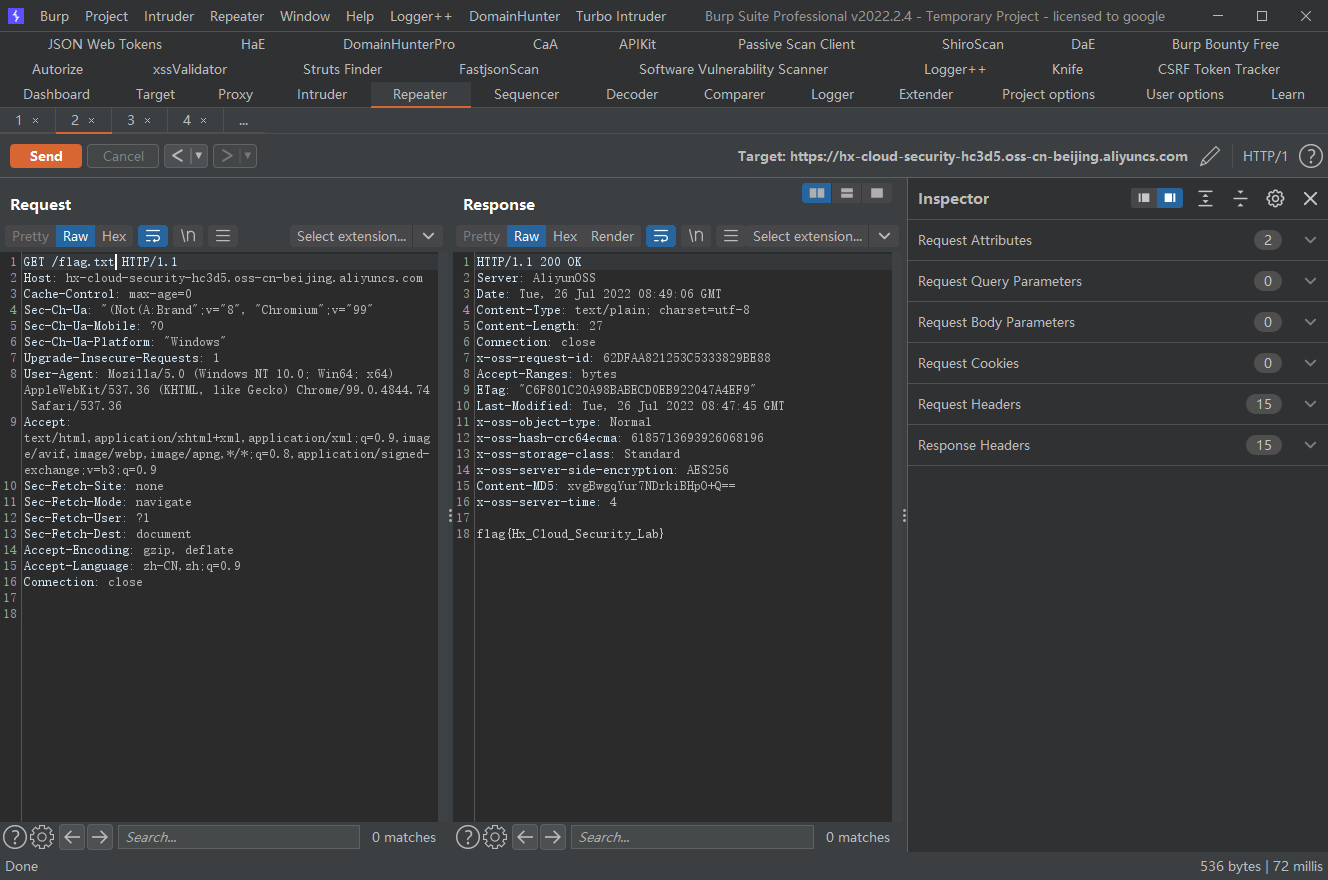 Burp Project Intruder Repeater Window Help Logger++ DomainHunter Turbo Intruder Burp Suite Professional v2022.2.4 - Temporary Project - licensed to google
JSON Web Tokens HaE DomainHunterPro CaA APIKit Passive Scan Client ShiroScan DaE Burp Bounty Free
Autorize xssValidator Struts Finder FastjsonScan Software Vulnerability Scanner Logger++ Knife CSRF Token Tracker
Dashboard Target Proxy Intruder Repeater Sequencer Decoder Comparer Logger Extender Project options User options Learn
1 × 2 × 3 × 4 × ...
Send Cancel < > Target: https://hx-cloud-security-hc3d5.oss-cn-beijing.aliyuncs.com HTTP/1 ?
Request
Pretty Raw Hex \n Select extension...
1 GET /flag.txt HTTP/1.1
2 Host: hx-cloud-security-hc3d5.oss-cn-beijing.aliyuncs.com
3 Cache-Control: max-age=0
4 Sec-Ch-Ua: "(Not(A:Brand";v="8", "Chromium";v="99"
5 Sec-Ch-Ua-Mobile: ?0
6 Sec-Ch-Ua-Platform: "Windows"
7 Upgrade-Insecure-Requests: 1
8 User-Agent: Mozilla/5.0 (Windows NT 10.0; Win64; x64)
AppleWebKit/537.36 (KHTML, like Gecko) Chrome/99.0.4844.74
Safari/537.36
9 Accept:
text/html,application/xhtml+xml,application/xml;q=0.9,imag
e/avif,image/webp,image/apng,*/*;q=0.8,application/signed-
exchange;v=b3;q=0.9
10 Sec-Fetch-Site: none
11 Sec-Fetch-Mode: navigate
12 Sec-Fetch-User: ?1
13 Sec-Fetch-Dest: document
14 Accept-Encoding: gzip, deflate
15 Accept-Language: zh-CN,zh;q=0.9
16 Connection: close
17
18
? Search... 0 matches
Response
Pretty Raw Hex Render \n Select extension...
1 HTTP/1.1 200 OK
2 Server: AliyunOSS
3 Date: Tue, 26 Jul 2022 08:49:06 GMT
4 Content-Type: text/plain; charset=utf-8
5 Content-Length: 27
6 Connection: close
7 x-oss-request-id: 62DFAA821253C5333829BE88
8 Accept-Ranges: bytes
9 ETag: "C6F801C20A98BABECD0EB922047A4EF9"
10 Last-Modified: Tue, 26 Jul 2022 08:47:45 GMT
11 x-oss-object-type: Normal
12 x-oss-hash-crc64ecma: 6185713693926068196
13 x-oss-storage-class: Standard
14 x-oss-server-side-encryption: AES256
15 Content-MD5: xvgBwgqYur7NDrkiBHpO+Q==
16 x-oss-server-time: 4
17
18 flag{Hx_Cloud_Security_Lab}
? Search... 0 matches
Inspector
Request Attributes 2
Request Query Parameters 0
Request Body Parameters 0
Request Cookies 0
Request Headers 15
Response Headers 15
Done 536 bytes | 72 millis